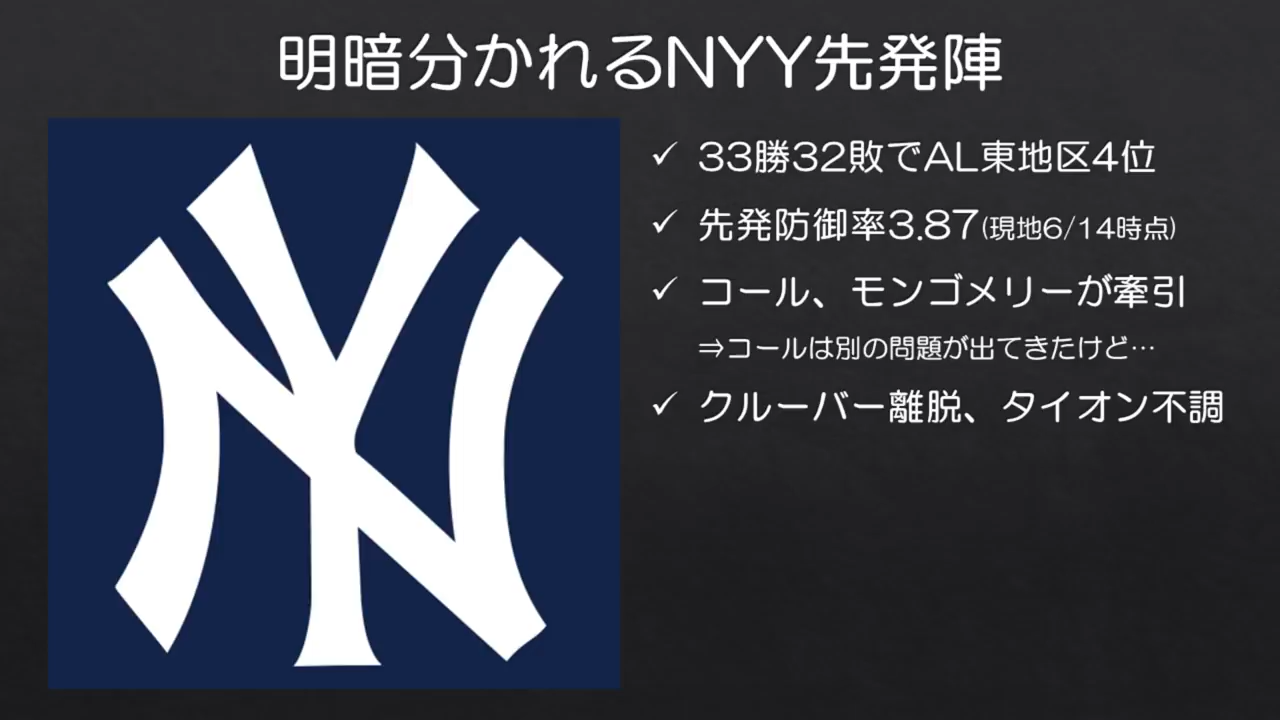 明暗分かれるNYY先発陣
✓ 33勝32敗でAL東地区4位
✓ 先発防御率3.87(現地6/14時点)
✓ コール、モンゴメリーが牽引
⇒コールは別の問題が出てきたけど…
✓ クルーバー離脱、タイオン不調
NY